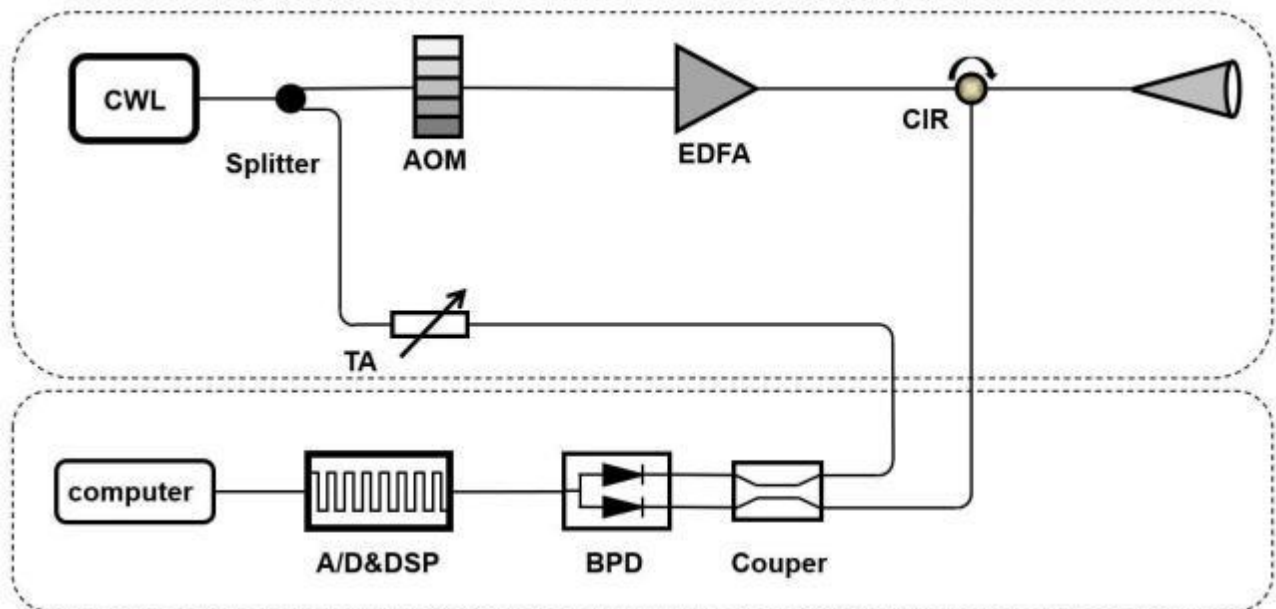 CWL
Splitter
AOM
EDFA
CIR
TA
computer
A/D&DSP
BPD
Couper